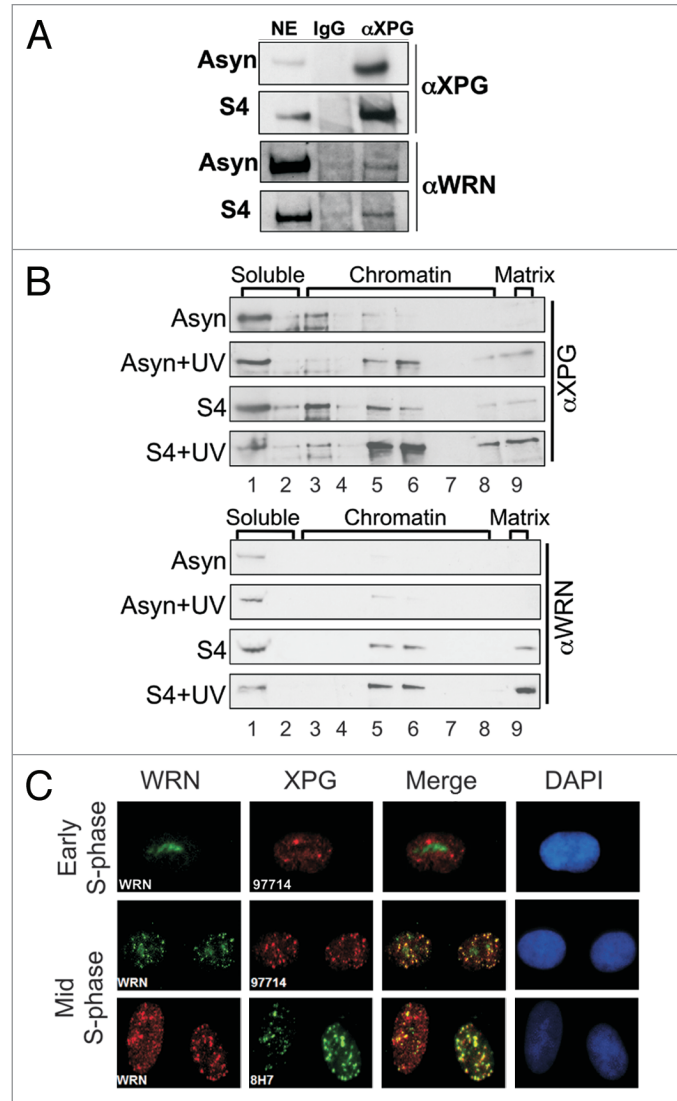 A
NE IgG αXPG
Asyn
S4
αXPG
Asyn
S4
αWRN
B
Soluble Chromatin Matrix
Asyn
Asyn+UV
S4
S4+UV
αXPG
1 2 3 4 5 6 7 8 9
Soluble Chromatin Matrix
Asyn
Asyn+UV
S4
S4+UV
αWRN
1 2 3 4 5 6 7 8 9
C
WRN XPG Merge DAPI
Early
S-phase
WRN 97714
Mid
S-phase
WRN 97714
WRN 8H7